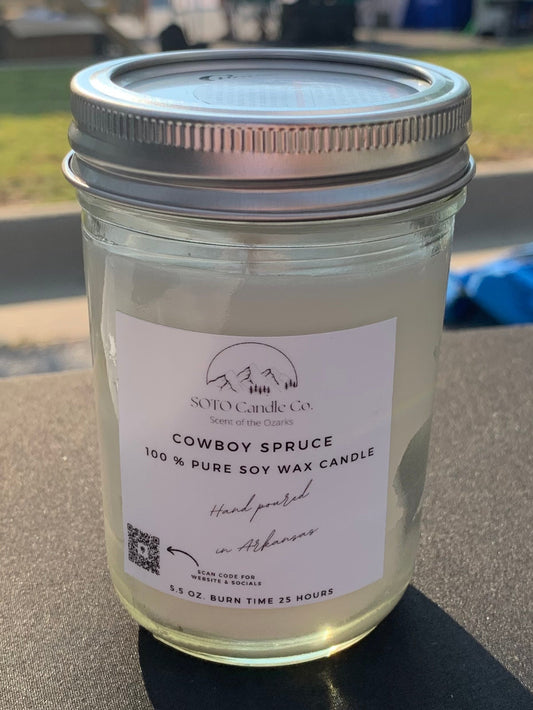 SOTO Candle Co.
Scent of the Ozarks
COWBOY SPRUCE
100 % PURE SOY WAX CANDLE
Hand poured
in Arkansas
SCAN CODE FOR
WEBSITE & SOCIALS
5.5 OZ. BURN TIME 25 HOURS